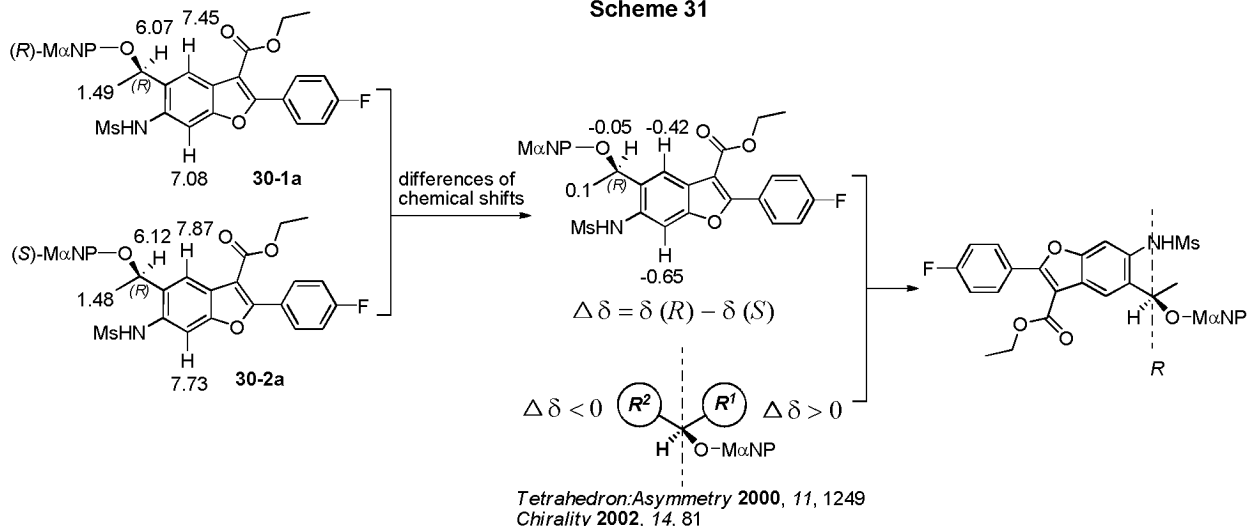 Scheme 31
6.07 7.45
(R)-MαNP—O H H O O
(R)
1.49
O F
MsHN
H
7.08 30-1a
6.12 7.87
(S)-MαNP—O H H O O
(R)
1.48
O F
MsHN
H
7.73 30-2a
differences of
chemical shifts
-0.05 -0.42
MαNP—O H H O O
(R)
0.1
O F
MsHN
H
-0.65
Δδ = δ (R) − δ (S)
Δδ < 0 R² R¹ Δδ > 0
H O–MαNP
Tetrahedron:Asymmetry 2000, 11, 1249
Chirality 2002, 14, 81
O NHMs
F
H O–MαNP
O O
R